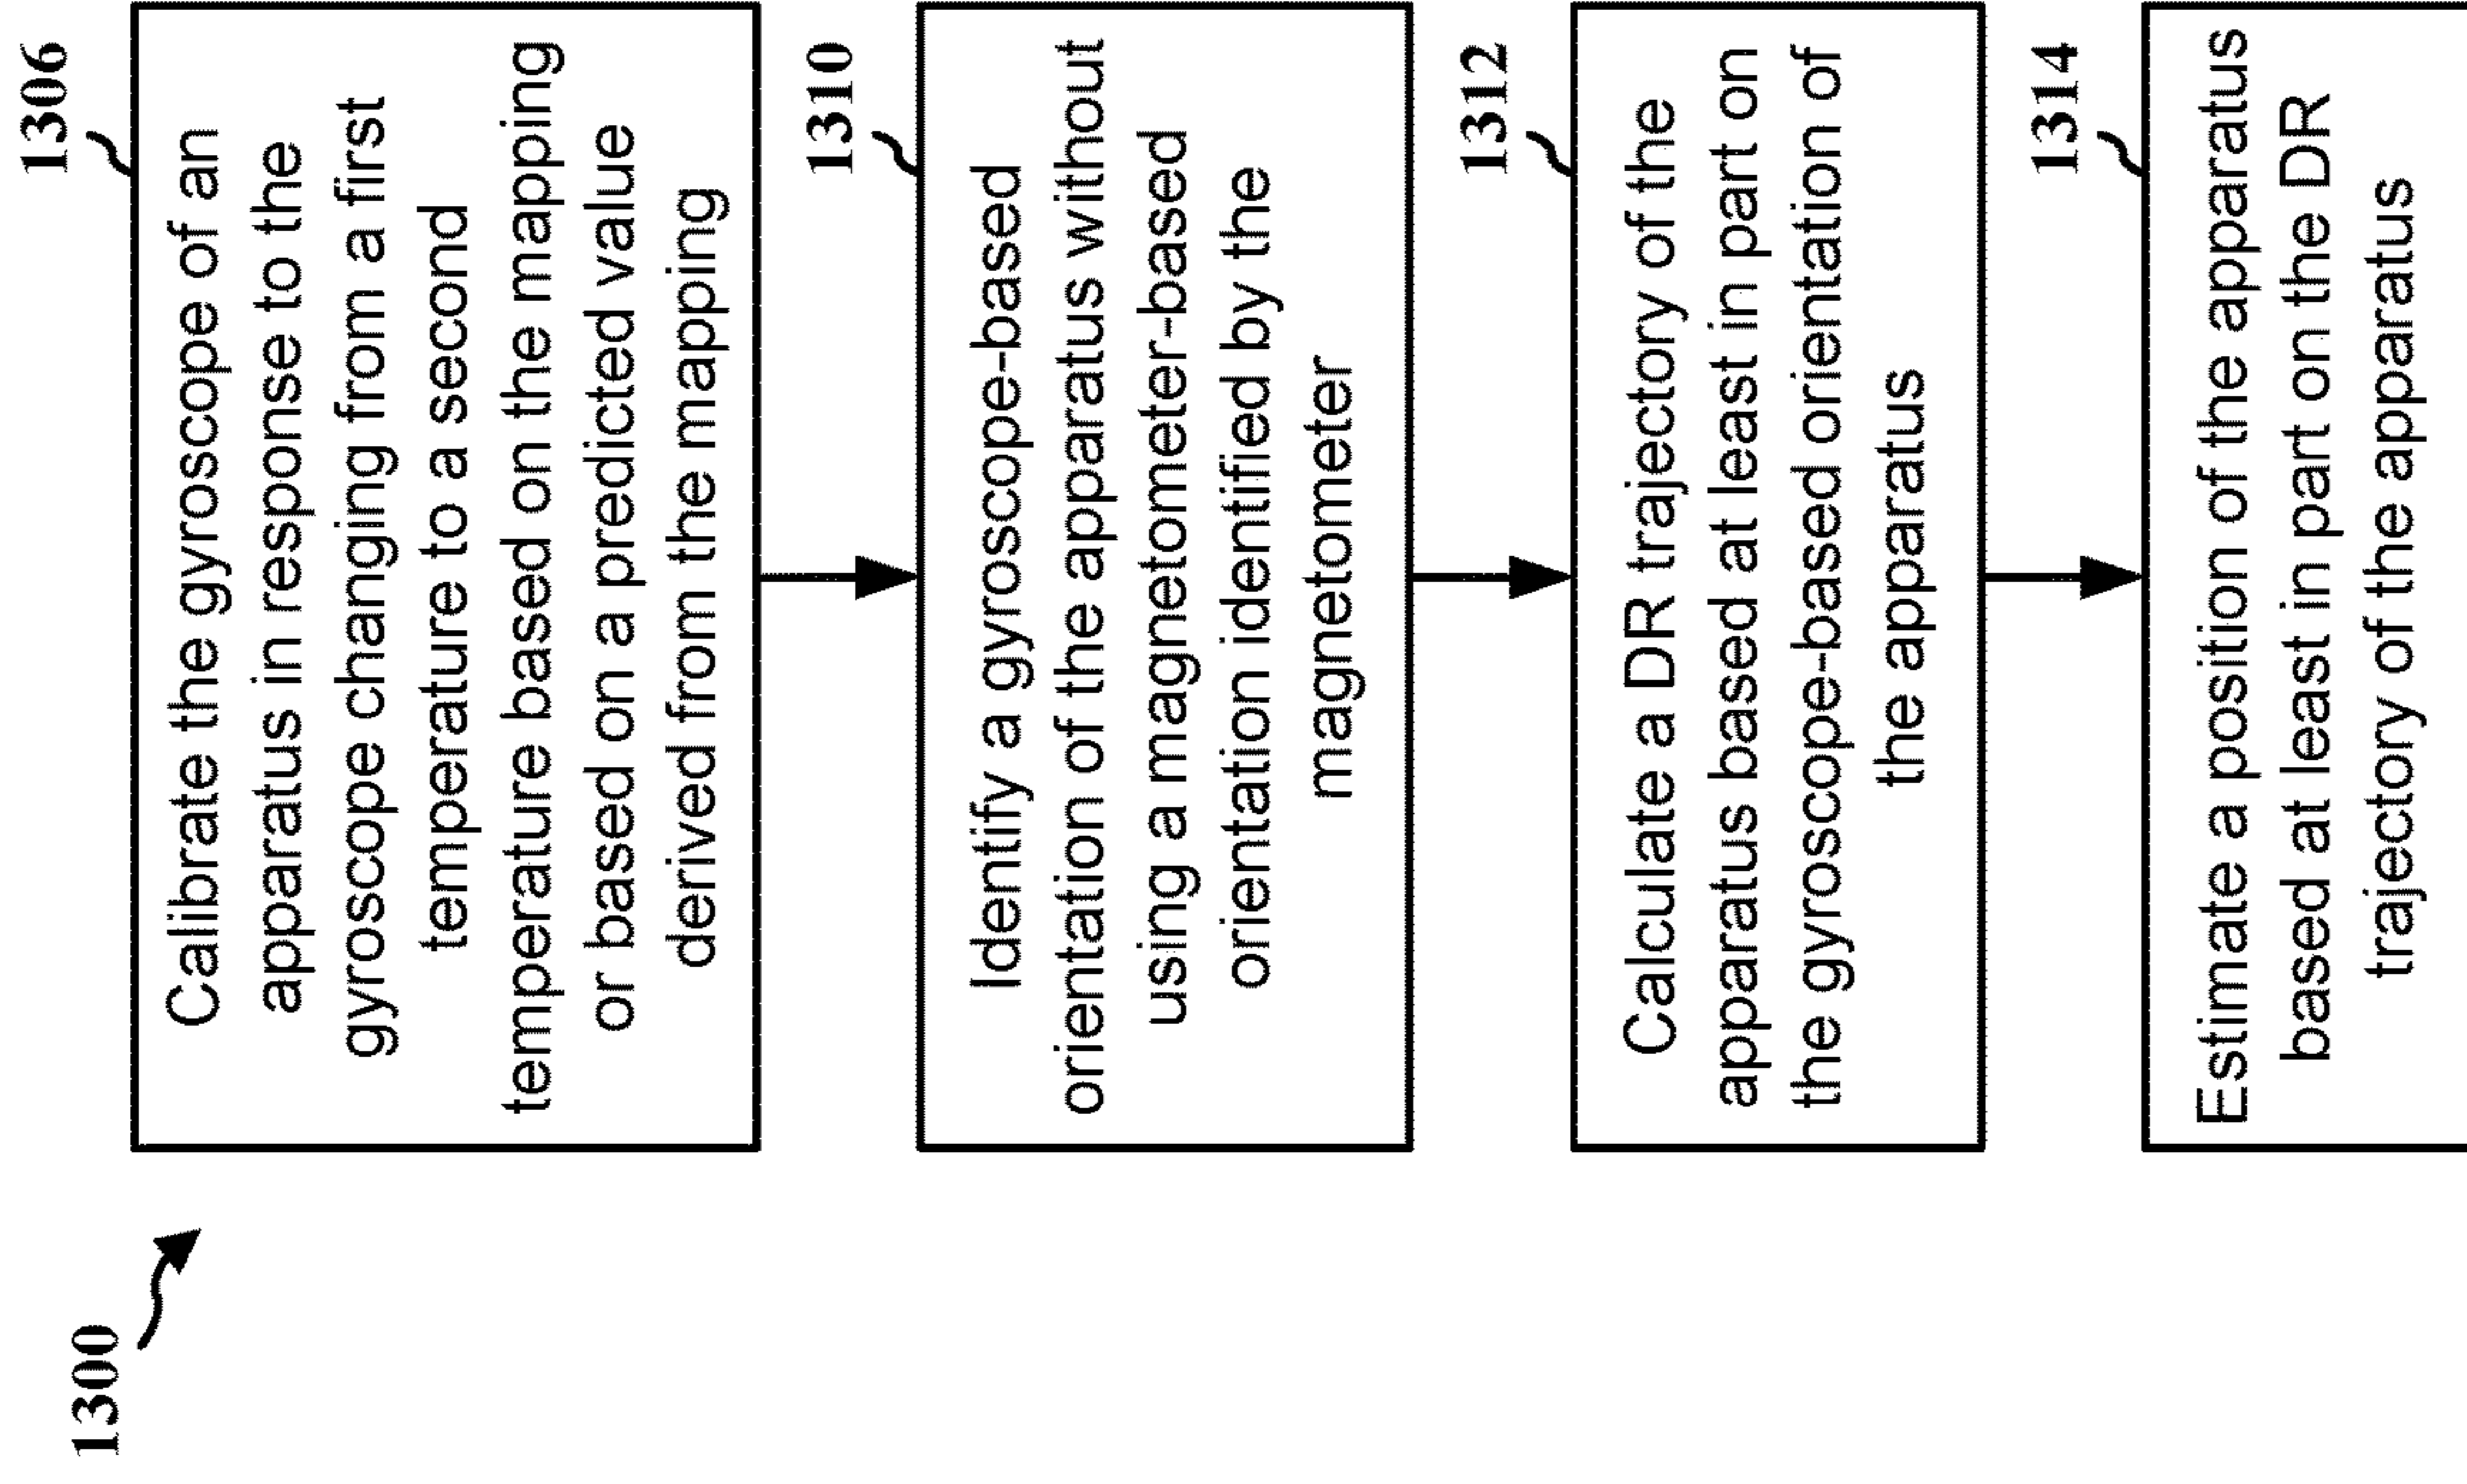 1300
1306
Calibrate the gyroscope of an
apparatus in response to the
gyroscope changing from a first
temperature to a second
temperature based on the mapping
or based on a predicted value
derived from the mapping
1310
Identify a gyroscope-based
orientation of the apparatus without
using a magnetometer-based
orientation identified by the
magnetometer
1312
Calculate a DR trajectory of the
apparatus based at least in part on
the gyroscope-based orientation of
the apparatus
1314
Estimate a position of the apparatus
based at least in part on the DR
trajectory of the apparatus